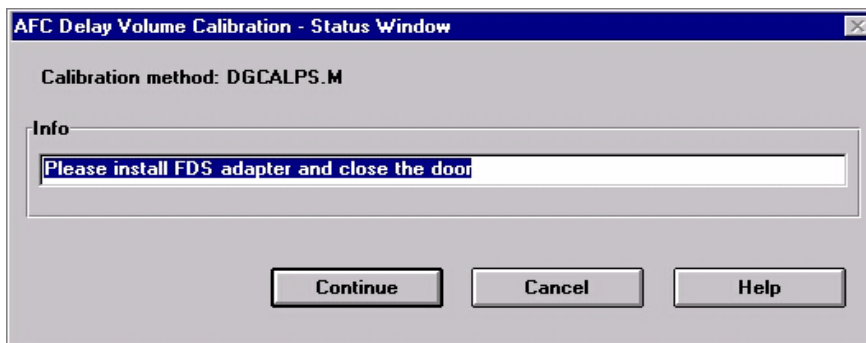 AFC Delay Volume Calibration - Status Window
Calibration method: DGCALPS.M
Info
Please install FDS adapter and close the door
Continue Cancel Help